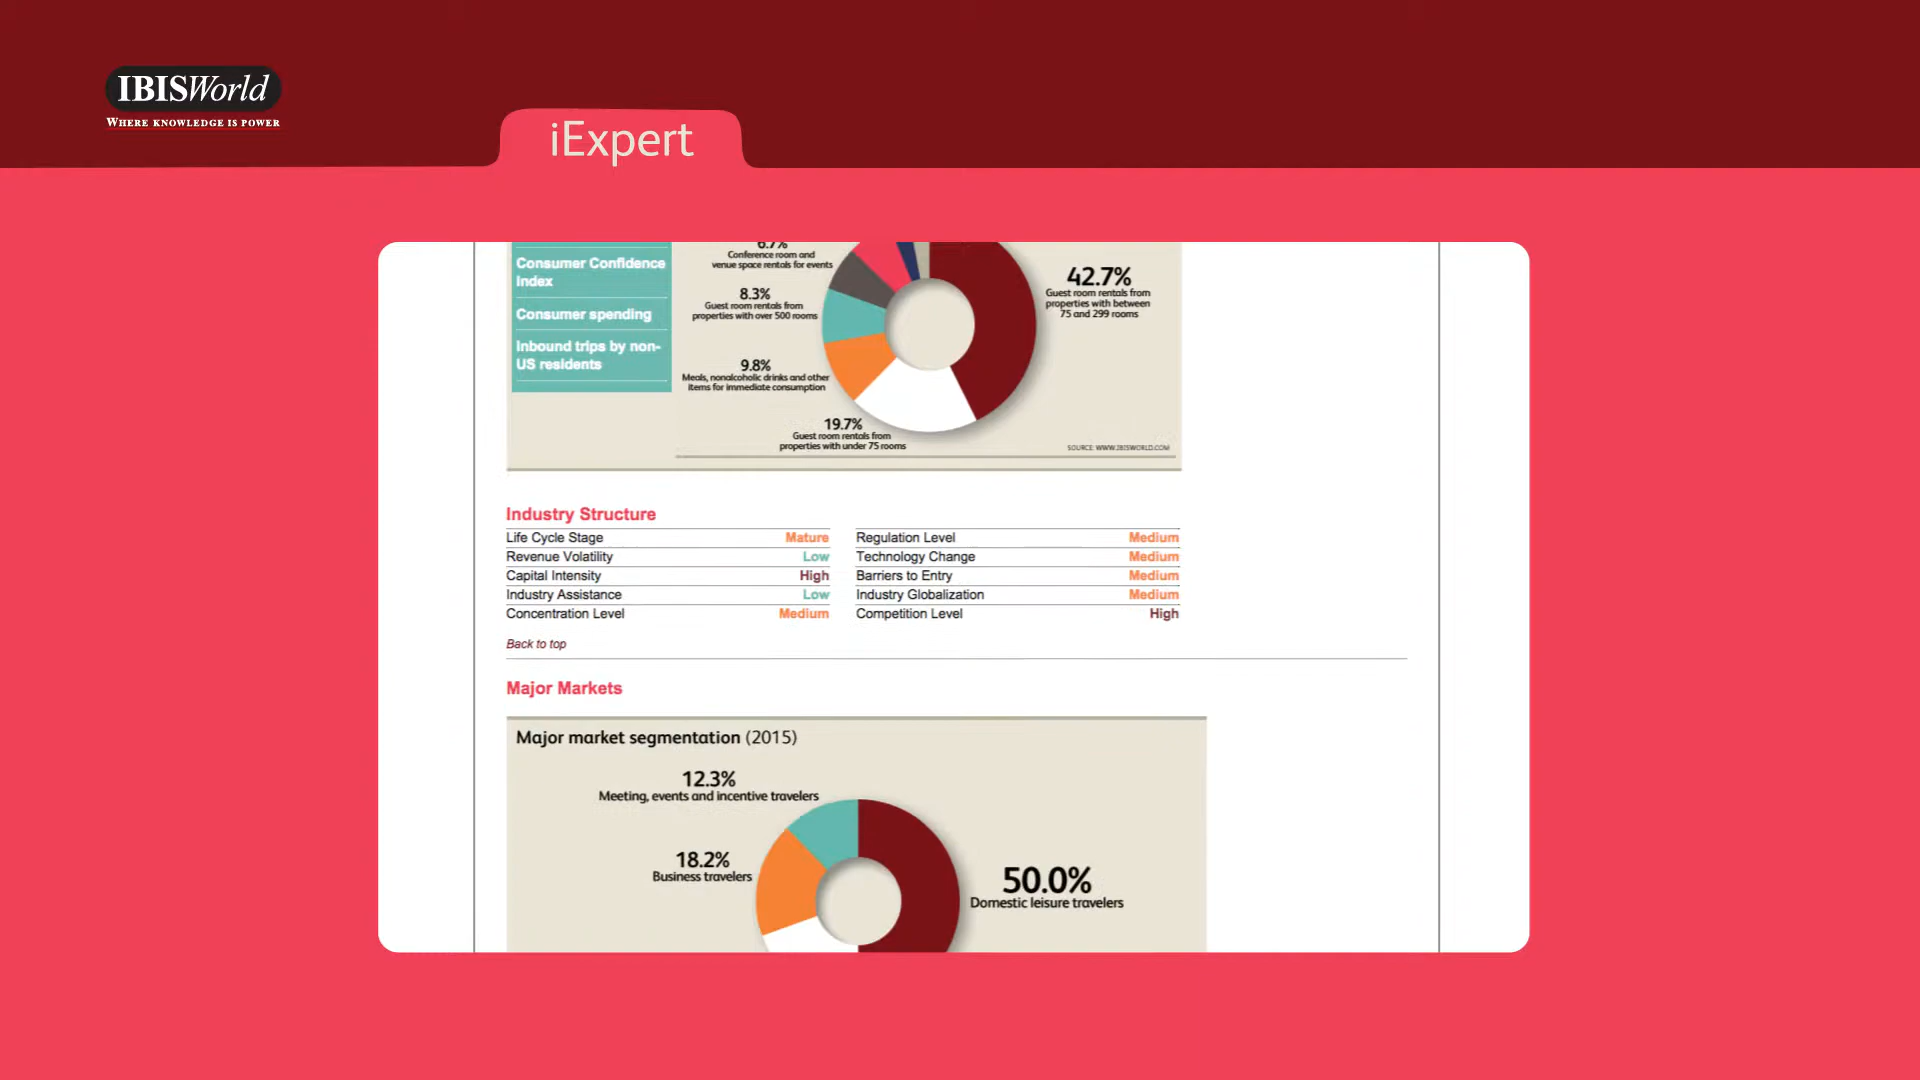 IBISWorld
WHERE KNOWLEDGE IS POWER
iExpert
Consumer Confidence
Index
Consumer spending
Inbound trips by non-
US residents
6.7%
Conference room and
venue space rentals for events
8.3%
Guest room rentals from
properties with over 500 rooms
9.8%
Meals, nonalcoholic drinks and other
items for immediate consumption
19.7%
Guest room rentals from
properties with under 75 rooms
42.7%
Guest room rentals from
properties with between
75 and 299 rooms
SOURCE: WWW.IBISWORLD.COM
Industry Structure
Life Cycle Stage Mature
Revenue Volatility Low
Capital Intensity High
Industry Assistance Low
Concentration Level Medium
Regulation Level Medium
Technology Change Medium
Barriers to Entry Medium
Industry Globalization Medium
Competition Level High
Back to top
Major Markets
Major market segmentation (2015)
12.3%
Meeting, events and incentive travelers
18.2%
Business travelers
50.0%
Domestic leisure travelers